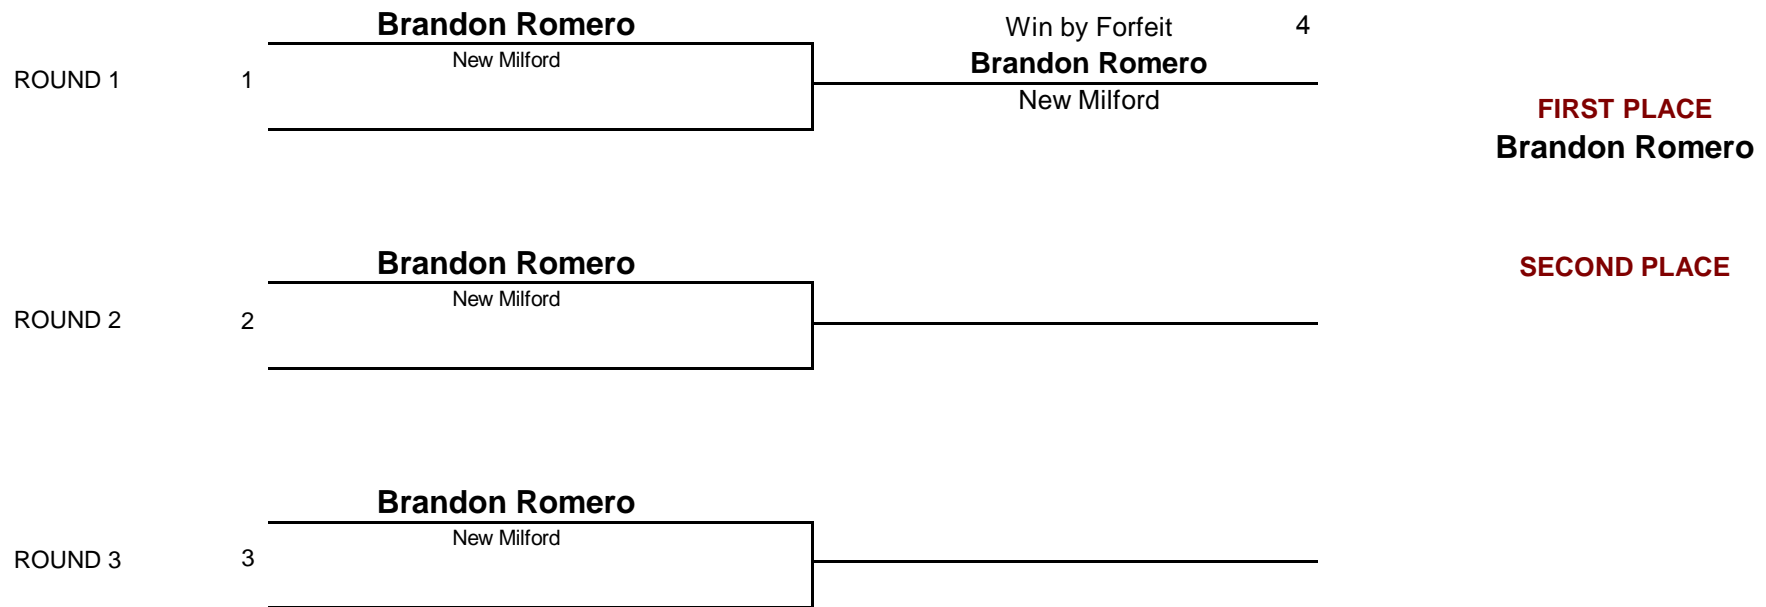 Brandon Romero
Win by Forfeit 4
New Milford
Brandon Romero
ROUND 1 1
New Milford
FIRST PLACE
Brandon Romero
Brandon Romero
SECOND PLACE
New Milford
ROUND 2 2
Brandon Romero
New Milford
ROUND 3 3